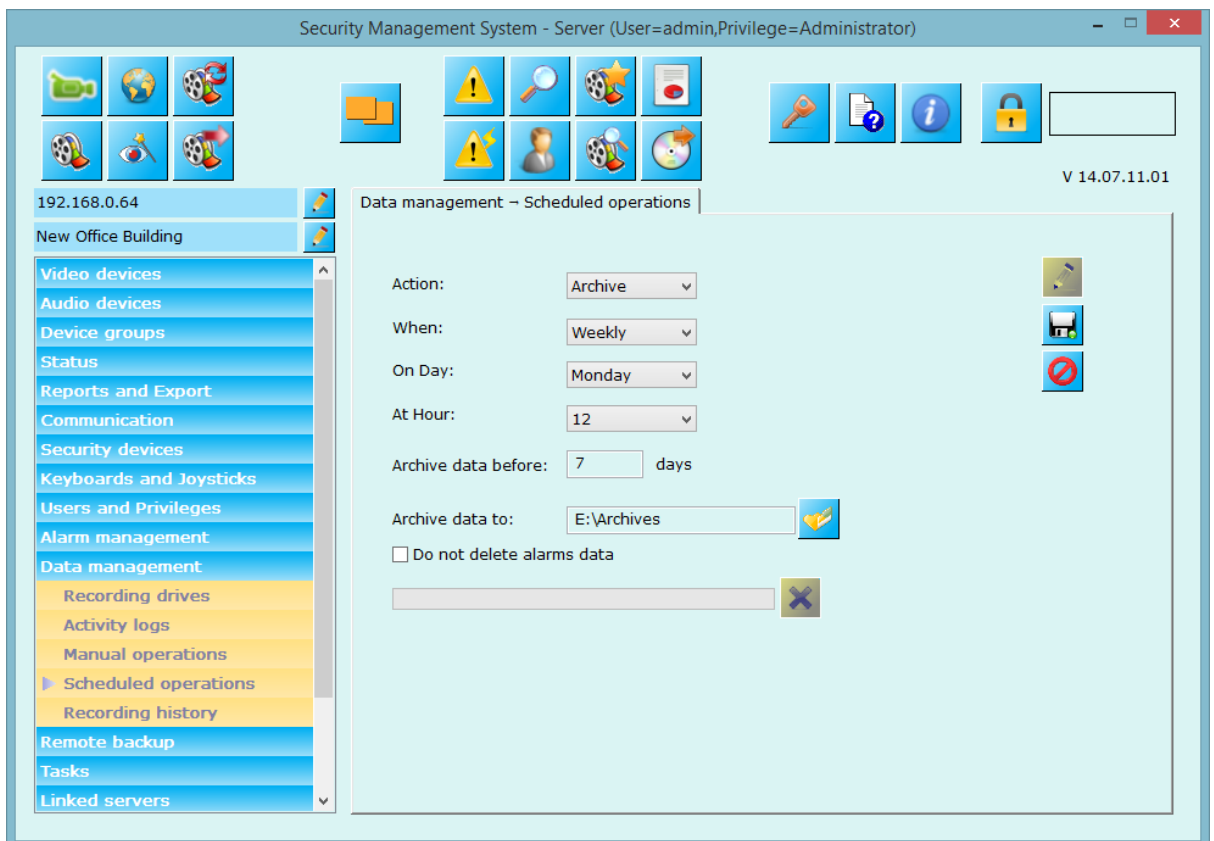 Security Management System - Server (User=admin,Privilege=Administrator)
V 14.07.11.01
192.168.0.64
New Office Building
Video devices
Audio devices
Device groups
Status
Reports and Export
Communication
Security devices
Keyboards and Joysticks
Users and Privileges
Alarm management
Data management
Recording drives
Activity logs
Manual operations
Scheduled operations
Recording history
Remote backup
Tasks
Linked servers
Data management → Scheduled operations
Action: Archive
When: Weekly
On Day: Monday
At Hour: 12
Archive data before: 7 days
Archive data to: E:\Archives
Do not delete alarms data